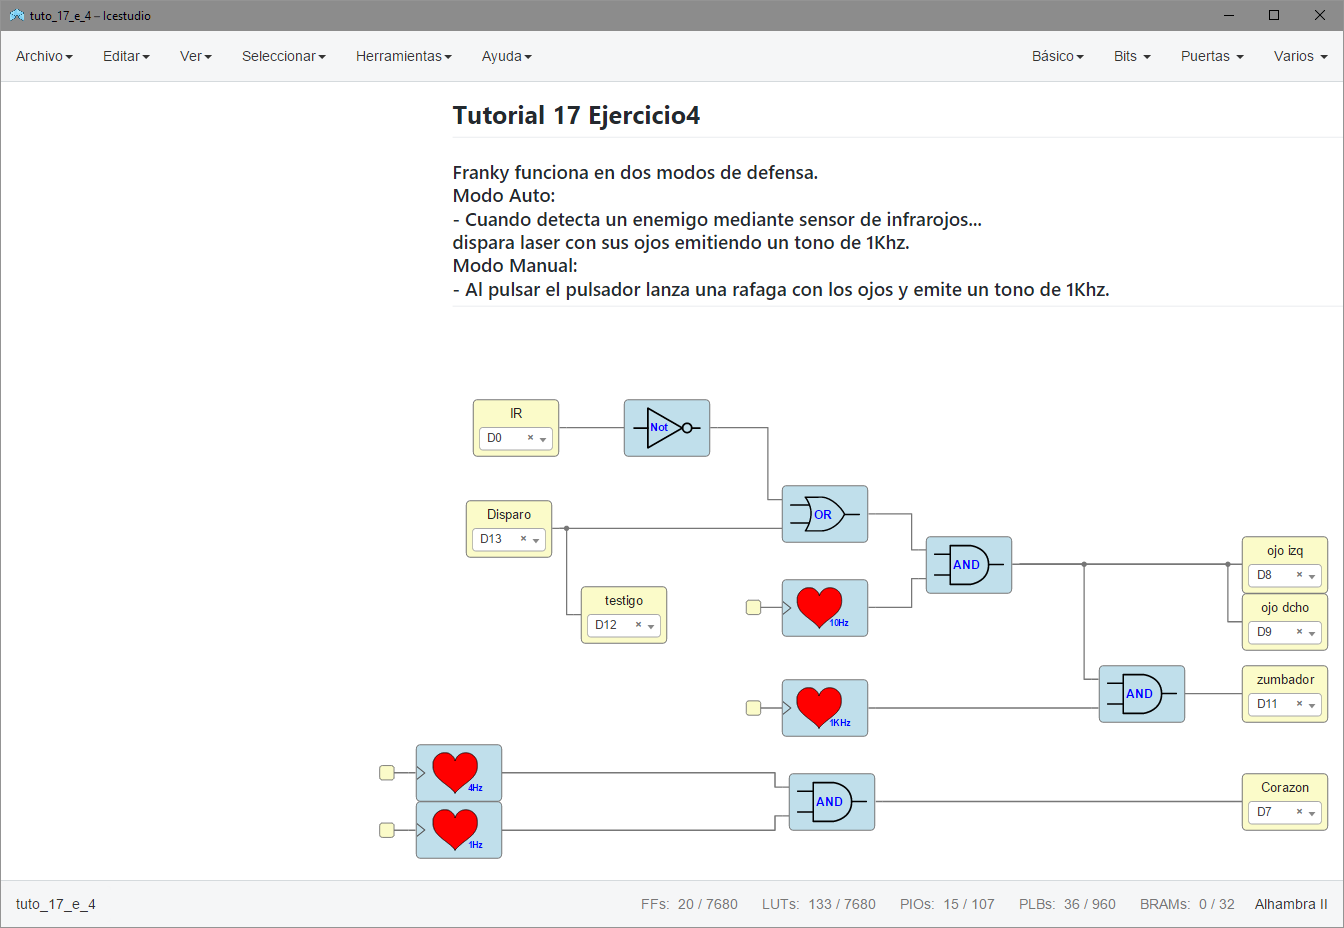 tuto_17_e_4 – Icestudio
Archivo Editar Ver Seleccionar Herramientas Ayuda Básico Bits Puertas Varios
Tutorial 17 Ejercicio4
Franky funciona en dos modos de defensa.
Modo Auto:
- Cuando detecta un enemigo mediante sensor de infrarojos...
dispara laser con sus ojos emitiendo un tono de 1Khz.
Modo Manual:
- Al pulsar el pulsador lanza una rafaga con los ojos y emite un tono de 1Khz.
IR
D0
Not
Disparo
D13
OR
testigo
D12
10Hz
AND
ojo izq
D8
ojo dcho
D9
1KHz
AND
zumbador
D11
4Hz
1Hz
AND
Corazon
D7
tuto_17_e_4 FFs: 20 / 7680 LUTs: 133 / 7680 PIOs: 15 / 107 PLBs: 36 / 960 BRAMs: 0 / 32 Alhambra II